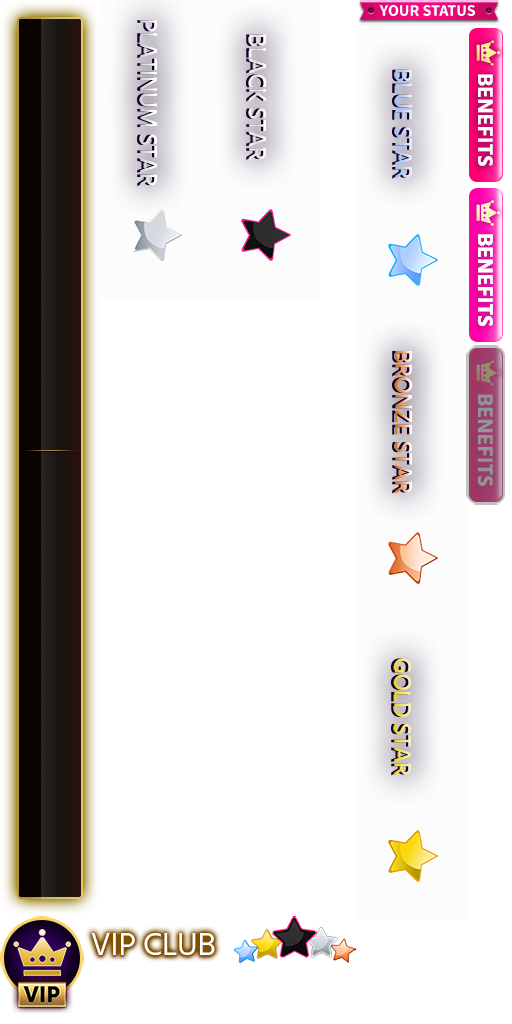 YOUR STATUS
PLATINUM STAR
BLACK STAR
BLUE STAR
BENEFITS
BENEFITS
BRONZE STAR
BENEFITS
GOLD STAR
VIP
VIP CLUB